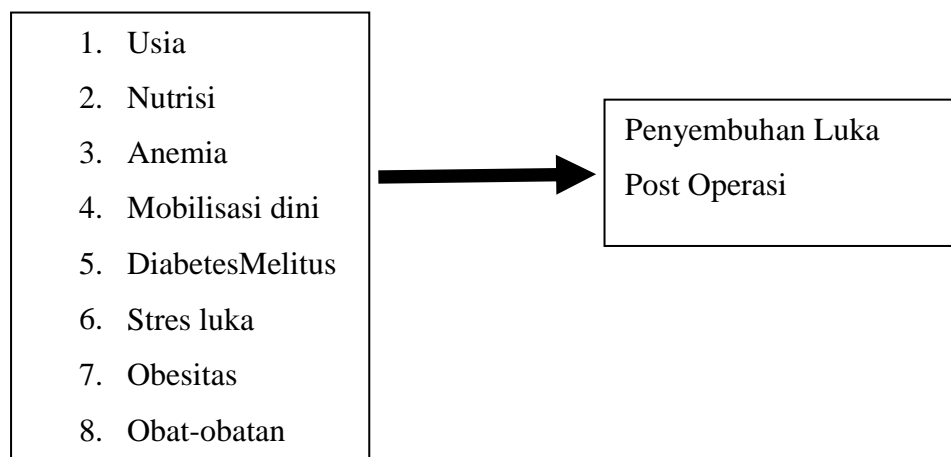 1. Usia
2. Nutrisi
3. Anemia
4. Mobilisasi dini
5. DiabetesMelitus
6. Stres luka
7. Obesitas
8. Obat-obatan
Penyembuhan Luka
Post Operasi